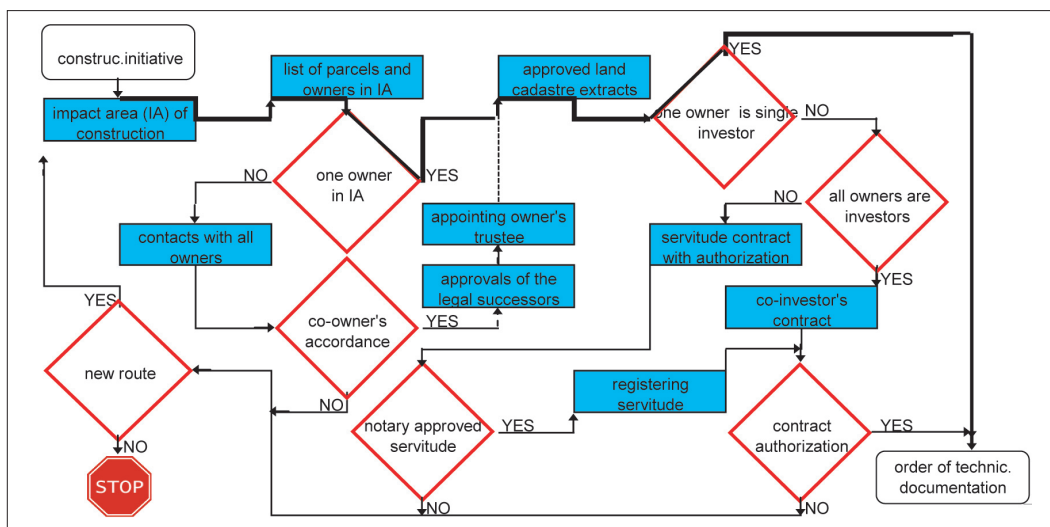 construc.initiative
impact area (IA) of
construction
list of parcels and
owners in IA
approved land
cadastre extracts
YES
one owner is single
investor
NO
one owner
in IA
NO
YES
all owners are
investors
NO
YES
contacts with all
owners
appointing owner's
trustee
servitude contract
with authorization
approvals of the
legal successors
co-investor's
contract
co-owner's
accordance
YES
NO
YES
new route
NO
STOP
notary approved
servitude
YES
NO
registering
servitude
contract
authorization
YES
NO
order of technic.
documentation